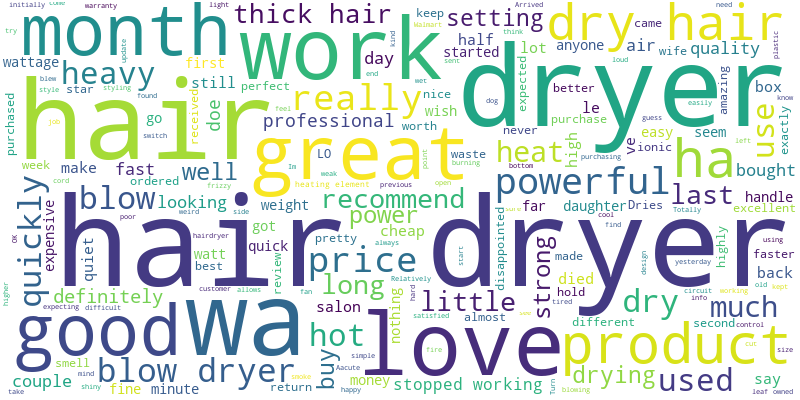 initially come warranty light
month work thick hair setting keep came need dry hair
Walmart think kind sent
try update wattage heavy first blew star still doe go perfect day half started nice lot anyone air wife quality
style styling found end wet dog loud plastic
hair great really professional worth wish expected better amazing box
purchased received le dryer
job switch feel purchase seem exactly know
week make fast well LO waste never easy ve ionic use
cord ordered frizzy Im weak burning point guess easily left
heat high ha bought
quickly expensive blow looking recommend powerful last handle
heating element previous open bottom purchasing
poor weird side weight power cheap far daughter Dries excellent
OK hairdryer got pretty always sure cool Totally
hair dryer
quiet watt quick price strong disappointed find highly using
best review start made yesterday faster
higher customer allows fan Relatively design old kept back
smell definitely salon long nothing hard little died circuit info working much
expecting difficult satisfied almost tired hold second control
good wa hot love dry product
mind simple fire different cut size
couple shiny blow dryer buy Aacute money stopped working drying used say
take fine minute return happy Turn blowing leaf owned